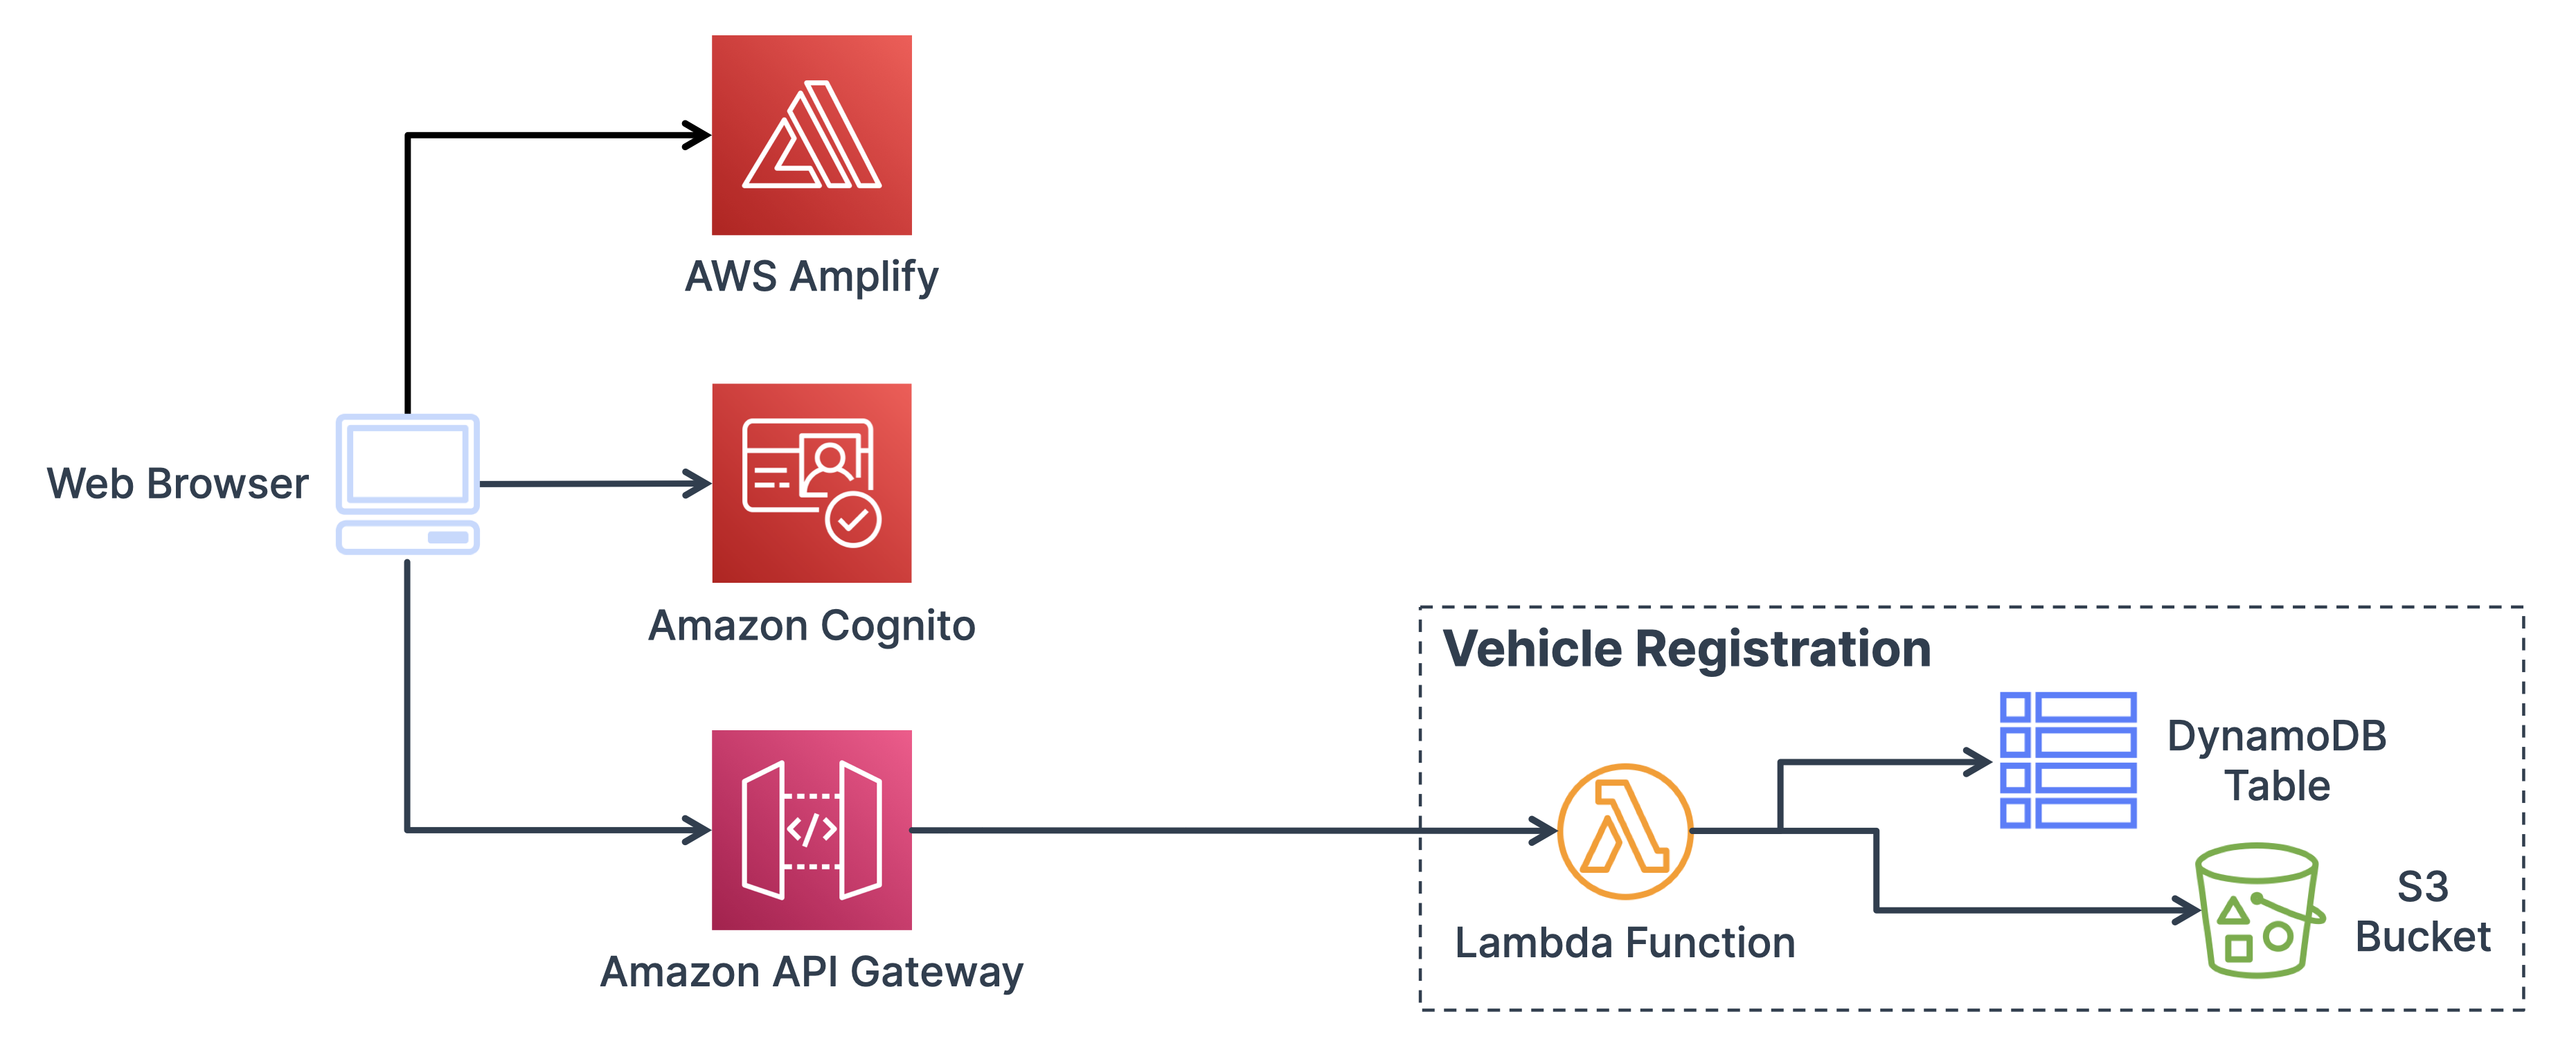 AWS Amplify
Web Browser
Amazon Cognito
Vehicle Registration
DynamoDB
Table
Lambda Function
S3
Bucket
Amazon API Gateway